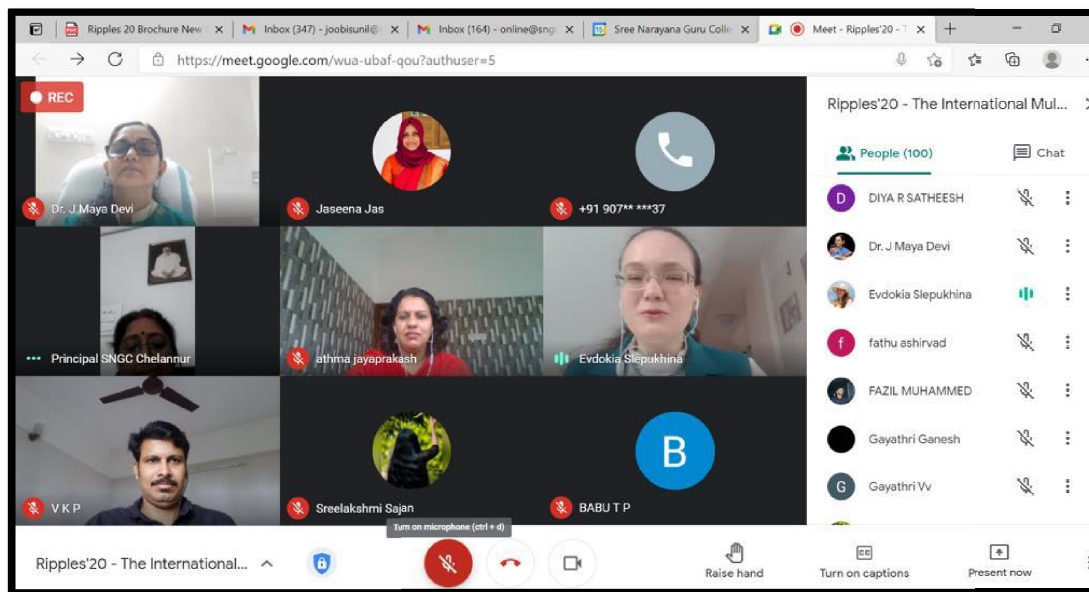 Ripples 20 Brochure New
Inbox (347) - joobisunil@
Inbox (164) - online@sng
Sree Narayana Guru Colle
Meet - Ripples'20 - T
https://meet.google.com/wua-ubaf-qou?authuser=5
REC
Dr. J Maya Devi
Jaseena Jas
+91 907** ***37
Principal SNGC Chelannur
athma jayaprakash
Evdokia Slepukhina
V K P
Sreelakshmi Sajan
B
BABU T P
Turn on microphone (ctrl + d)
Ripples'20 - The International Mul...
People (100)
Chat
D DIYA R SATHEESH
Dr. J Maya Devi
Evdokia Slepukhina
f fathu ashirvad
FAZIL MUHAMMED
Gayathri Ganesh
G Gayathri Vv
Ripples'20 - The International...
Raise hand
Turn on captions
Present now